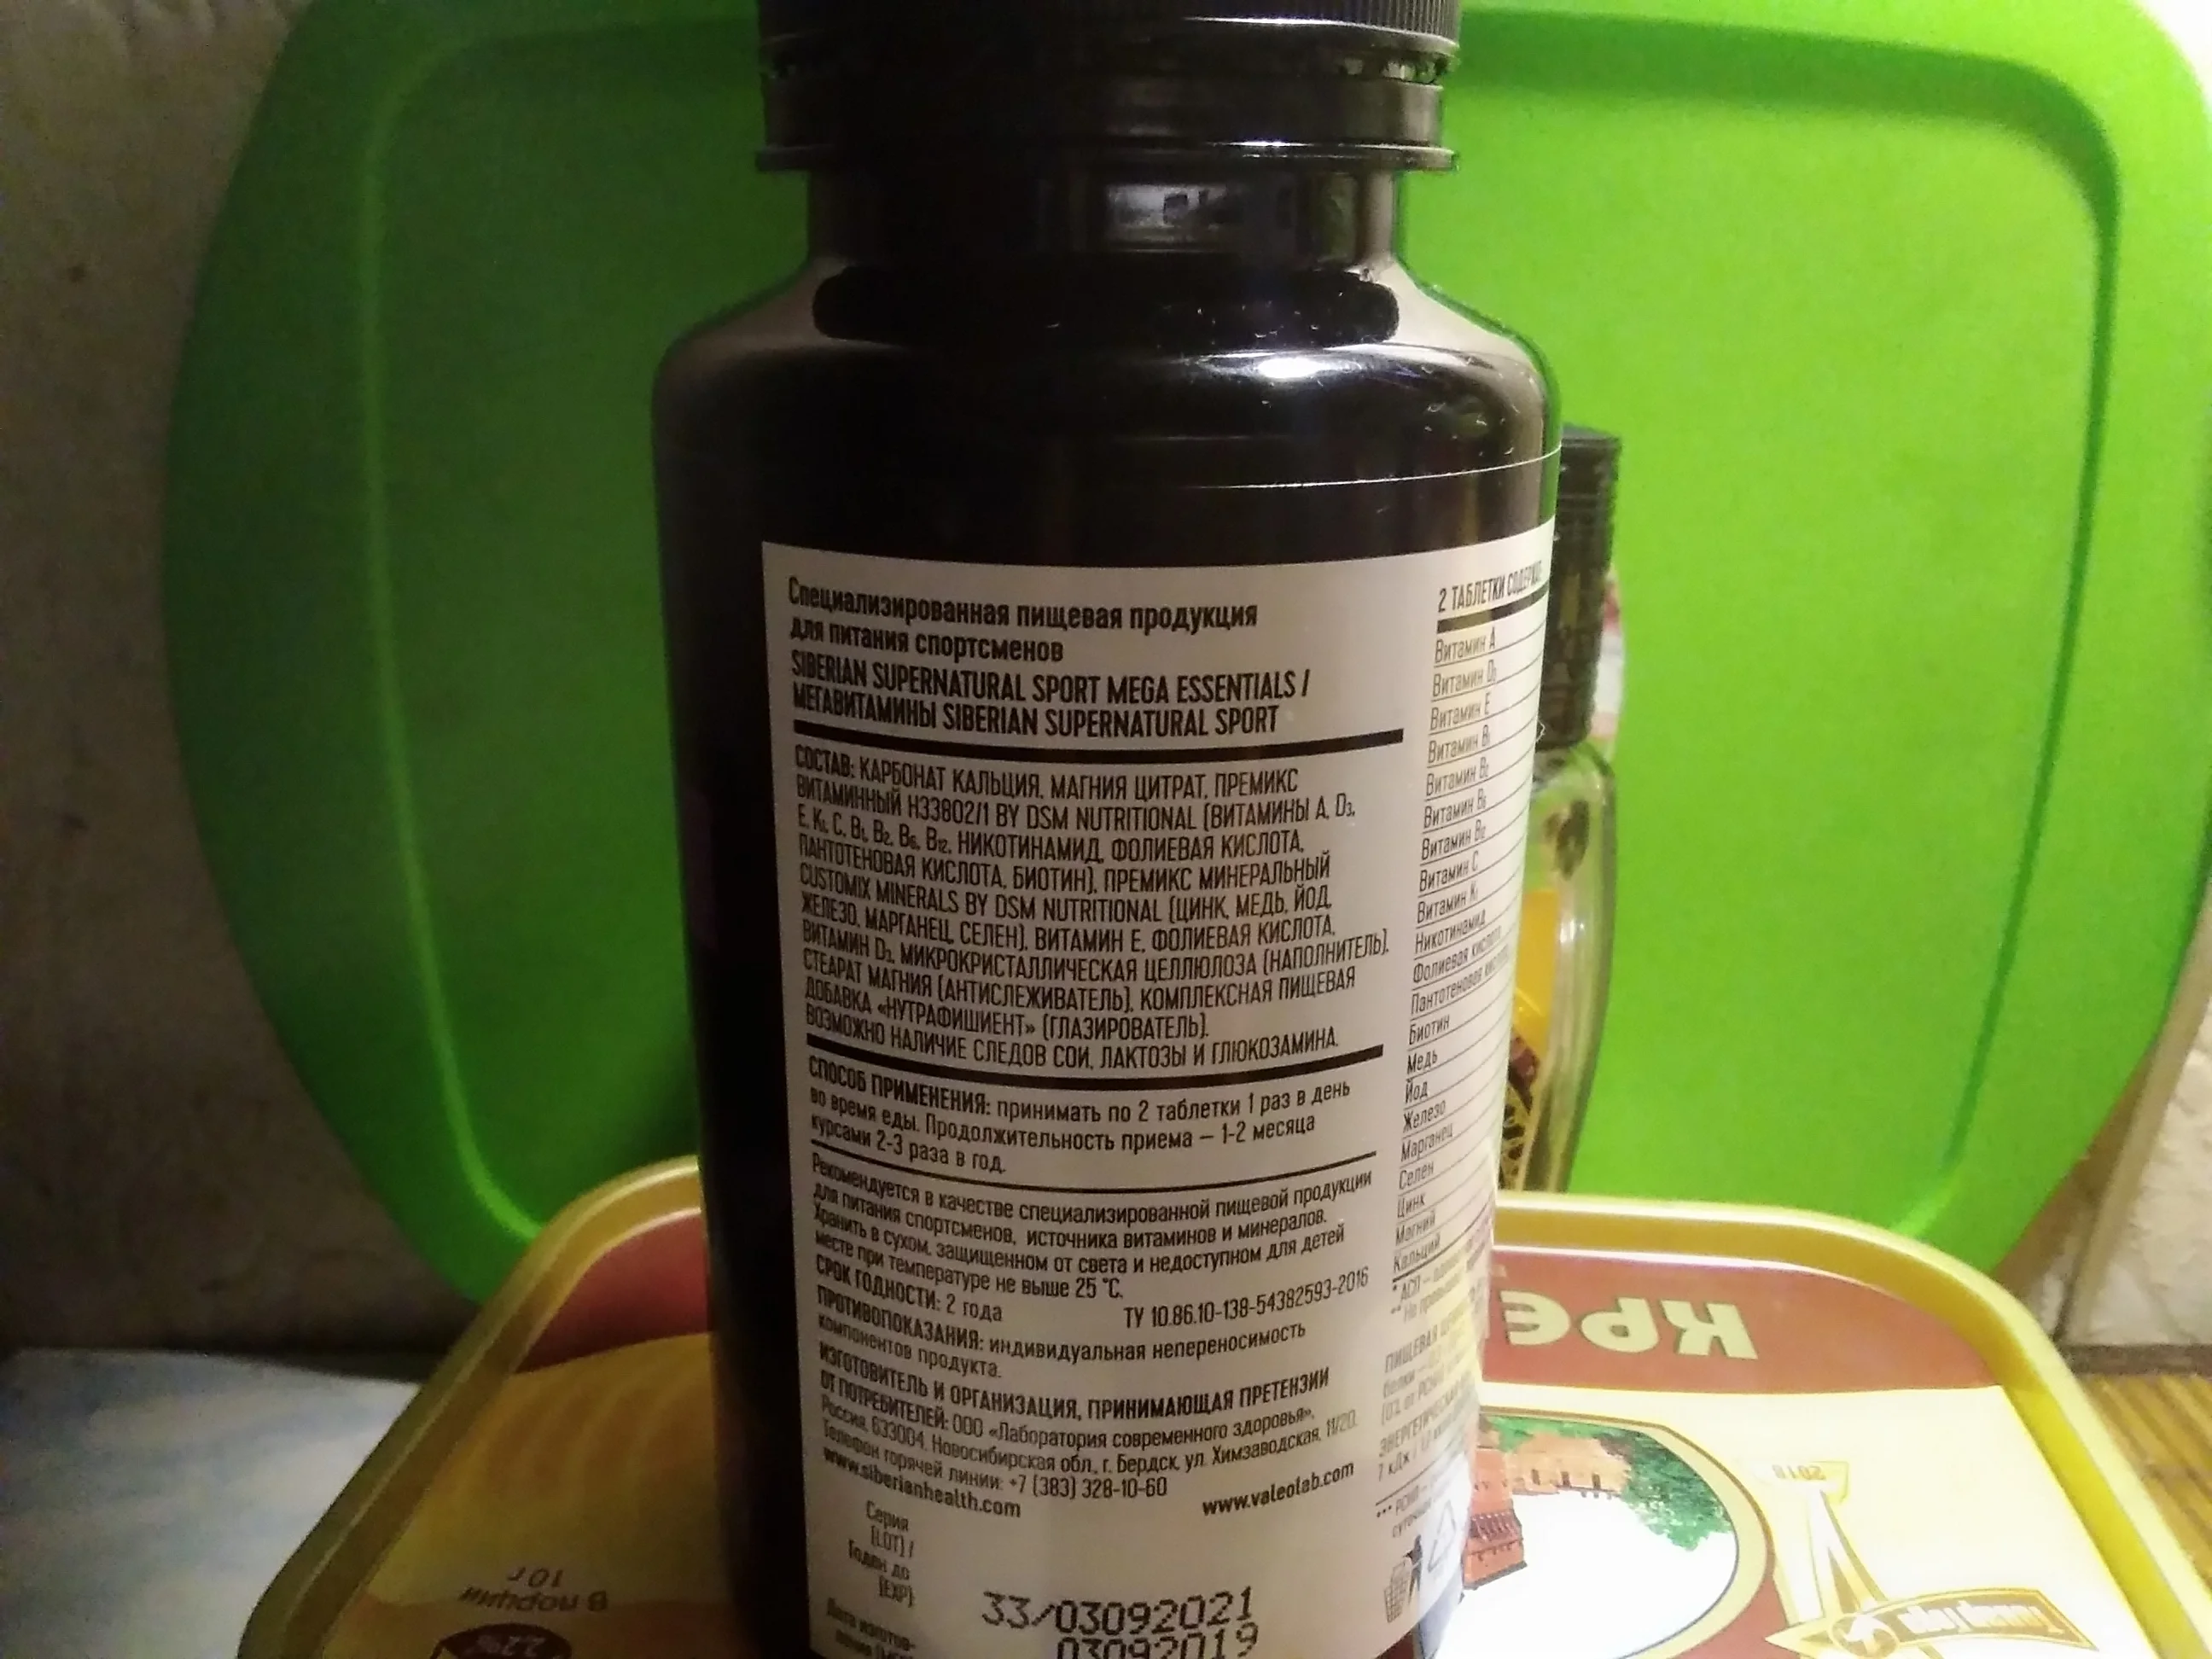 Специализированная пищевая продукция
для питания спортсменов
SIBERIAN SUPERNATURAL SPORT MEGA ESSENTIALS /
МЕГАВИТАМИНЫ SIBERIAN SUPERNATURAL SPORT
СОСТАВ: КАРБОНАТ КАЛЬЦИЯ, МАГНИЯ ЦИТРАТ, ПРЕМИКС
ВИТАМИННЫЙ H33802/1 BY DSM NUTRITIONAL (ВИТАМИНЫ A, D₃,
E, K₁, C, B₁, B₂, B₆, B₁₂, НИКОТИНАМИД, ФОЛИЕВАЯ КИСЛОТА,
ПАНТОТЕНОВАЯ КИСЛОТА, БИОТИН), ПРЕМИКС МИНЕРАЛЬНЫЙ
CUSTOMIX MINERALS BY DSM NUTRITIONAL (ЦИНК, МЕДЬ, ЙОД,
ЖЕЛЕЗО, МАРГАНЕЦ, СЕЛЕН), ВИТАМИН E, ФОЛИЕВАЯ КИСЛОТА,
ВИТАМИН D₃, МИКРОКРИСТАЛЛИЧЕСКАЯ ЦЕЛЛЮЛОЗА (НАПОЛНИТЕЛЬ),
СТЕАРАТ МАГНИЯ (АНТИСЛЕЖИВАТЕЛЬ), КОМПЛЕКСНАЯ ПИЩЕВАЯ
ДОБАВКА «НУТРАФИШИЕНТ» (ГЛАЗИРОВАТЕЛЬ).
ВОЗМОЖНО НАЛИЧИЕ СЛЕДОВ СОИ, ЛАКТОЗЫ И ГЛЮКОЗАМИНА.
СПОСОБ ПРИМЕНЕНИЯ: принимать по 2 таблетки 1 раз в день
во время еды. Продолжительность приема – 1-2 месяца
курсами 2-3 раза в год.
Рекомендуется в качестве специализированной пищевой продукции
для питания спортсменов, источника витаминов и минералов.
Хранить в сухом, защищенном от света и недоступном для детей
месте при температуре не выше 25 °C.
СРОК ГОДНОСТИ: 2 года ТУ 10.86.10-138-54382593-2016
ПРОТИВОПОКАЗАНИЯ: индивидуальная непереносимость
компонентов продукта.
ИЗГОТОВИТЕЛЬ И ОРГАНИЗАЦИЯ, ПРИНИМАЮЩАЯ ПРЕТЕНЗИИ
ОТ ПОТРЕБИТЕЛЕЙ: ООО «Лаборатория современного здоровья»,
Россия, 633004, Новосибирская обл., г. Бердск, ул. Химзаводская, 11/20.
Телефон горячей линии: +7 (383) 328-10-60
www.siberianhealth.com www.valeolab.com
Серия
(LOT) /
Годен до
(EXP)
33/03092021
03092019
2 ТАБЛЕТКИ
Витамин A
Витамин D₃
Витамин E
Витамин B₁
Витамин B₂
Витамин B₆
Витамин B₁₂
Витамин C
Витамин K₁
Никотинамид
Фолиевая кислота
Пантотеновая
Биотин
Медь
Йод
Железо
Марганец
Селен
Цинк
Магний
Кальций
КРЕ
2018
В порции
10 г
2,2%